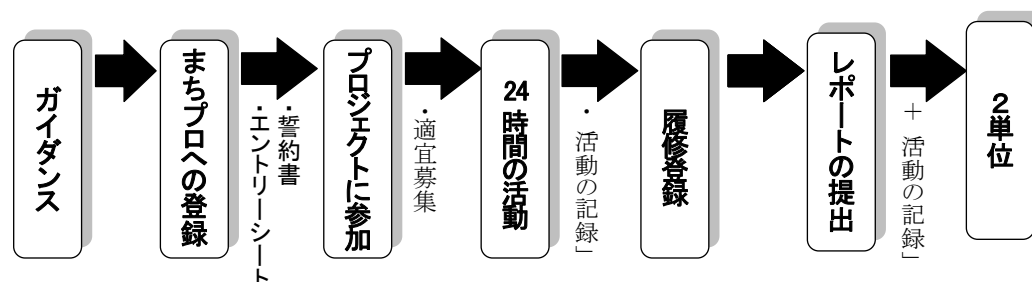 ガイダンス
まちプロへの登録
・誓約書
・エントリーシート
プロジェクトに参加
・適宜募集
24
時間の活動
・活動の記録」
履修登録
レポートの提出
＋ 活動の記録」
２単位